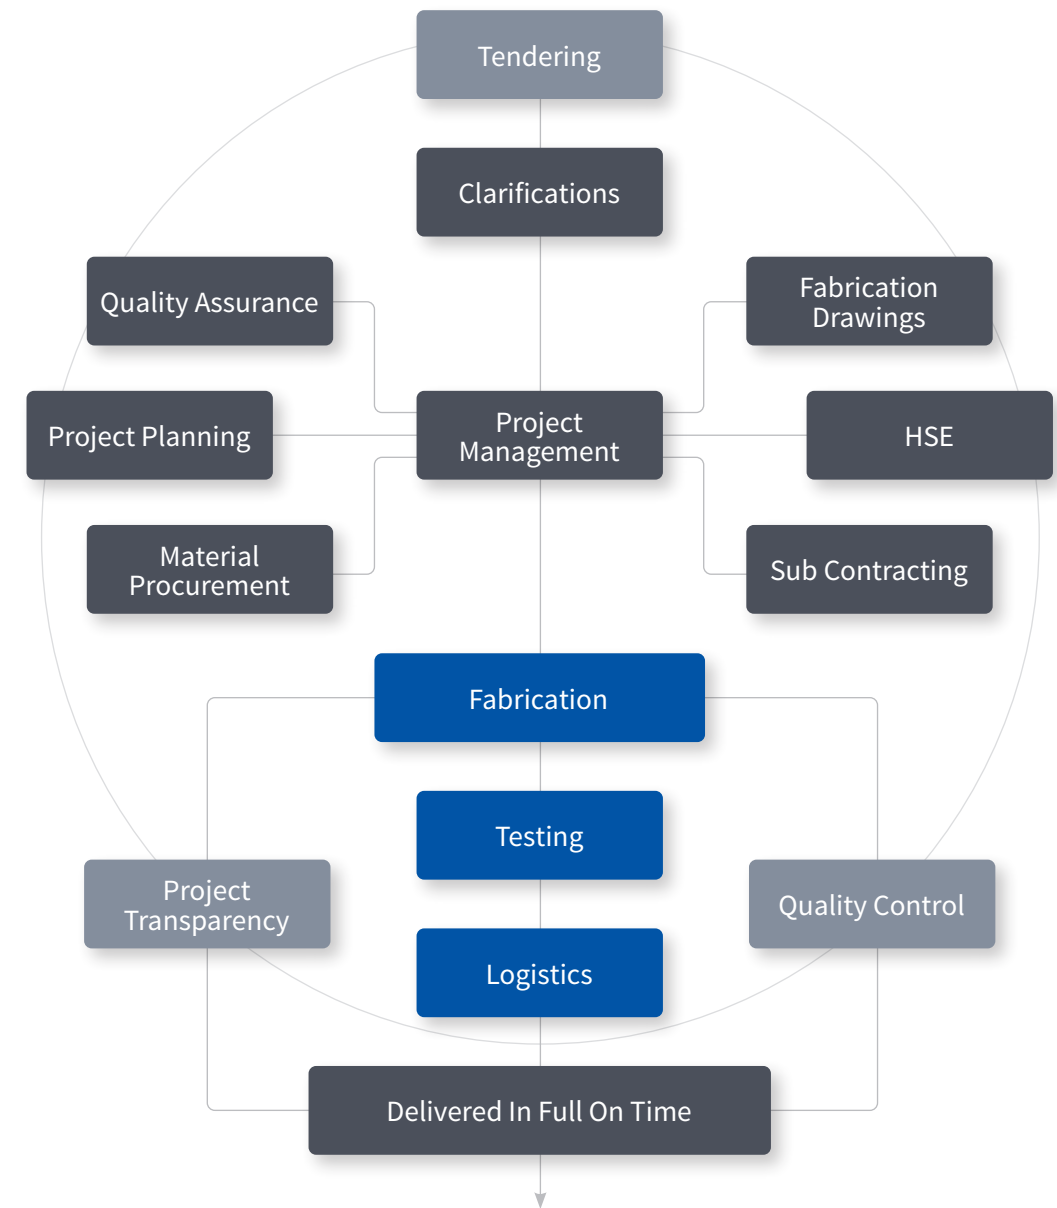 Tendering
Clarifications
Quality Assurance
Fabrication
Drawings
Project Planning
Project
Management
HSE
Material
Procurement
Sub Contracting
Fabrication
Testing
Project
Transparency
Quality Control
Logistics
Delivered In Full On Time